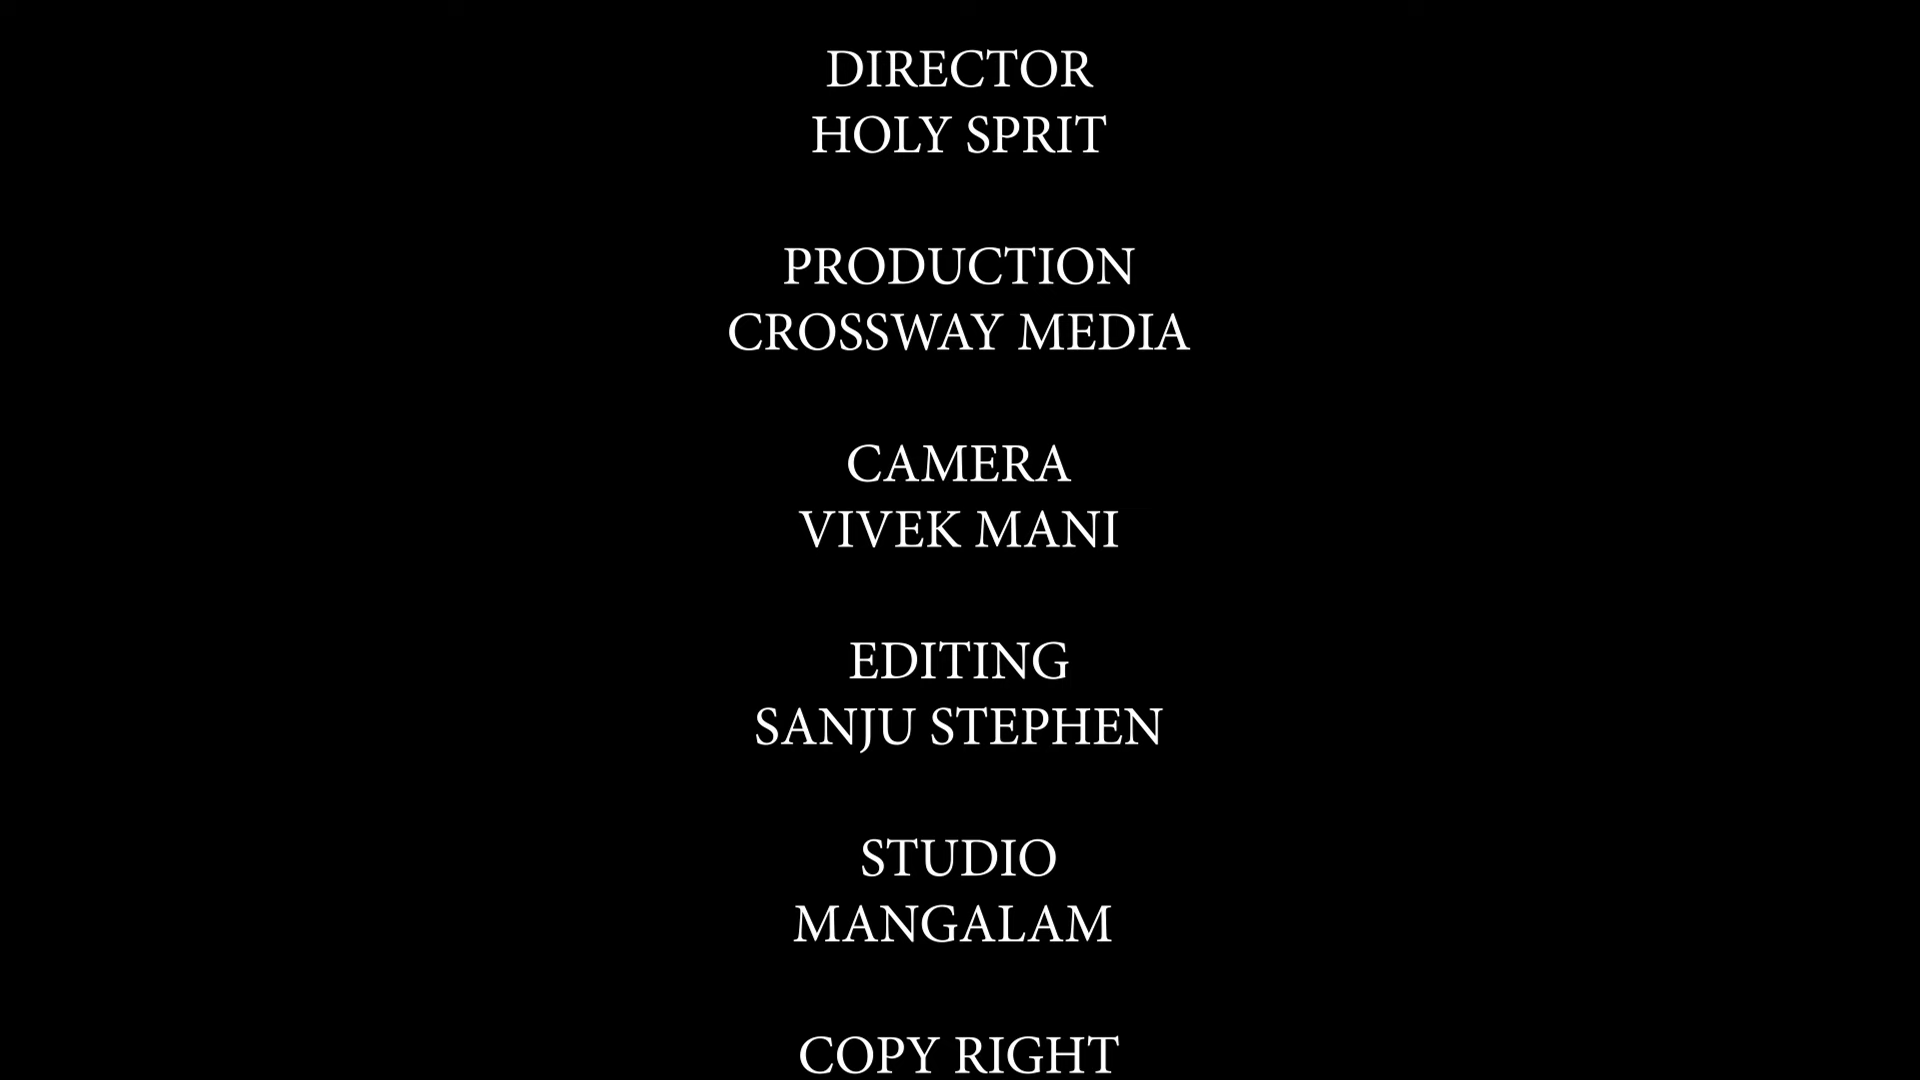 DIRECTOR
HOLY SPRIT
PRODUCTION
CROSSWAY MEDIA
CAMERA
VIVEK MANI
EDITING
SANJU STEPHEN
STUDIO
MANGALAM
COPY RIGHT